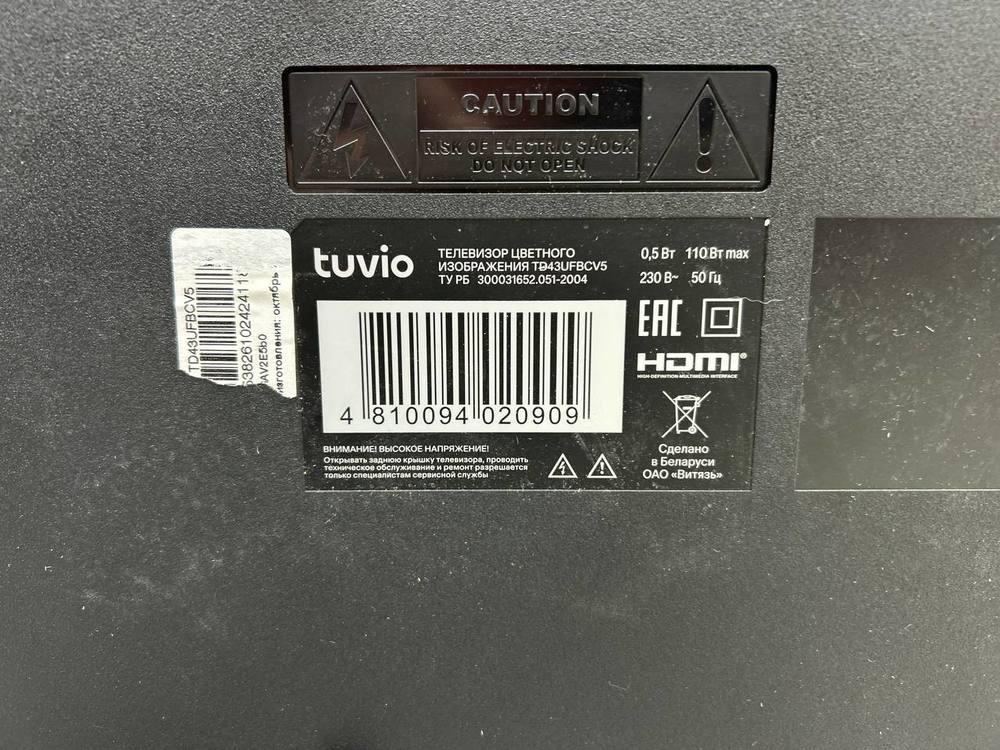 CAUTION
RISK OF ELECTRIC SHOCK
DO NOT OPEN
tuvio
ТЕЛЕВИЗОР ЦВЕТНОГО
ИЗОБРАЖЕНИЯ TD43UFBCV5
ТУ РБ 300031652.051-2004
0,5 Вт 110 Вт max
230 В~ 50 Гц
EAC
HDMI®
HIGH-DEFINITION MULTIMEDIA INTERFACE
4 810094 020909
ВНИМАНИЕ! ВЫСОКОЕ НАПРЯЖЕНИЕ!
Открывать заднюю крышку телевизора, проводить
техническое обслуживание и ремонт разрешается
только специалистам сервисной службы
Сделано
в Беларуси
ОАО «Витязь»
TD43UFBCV5
октябрь